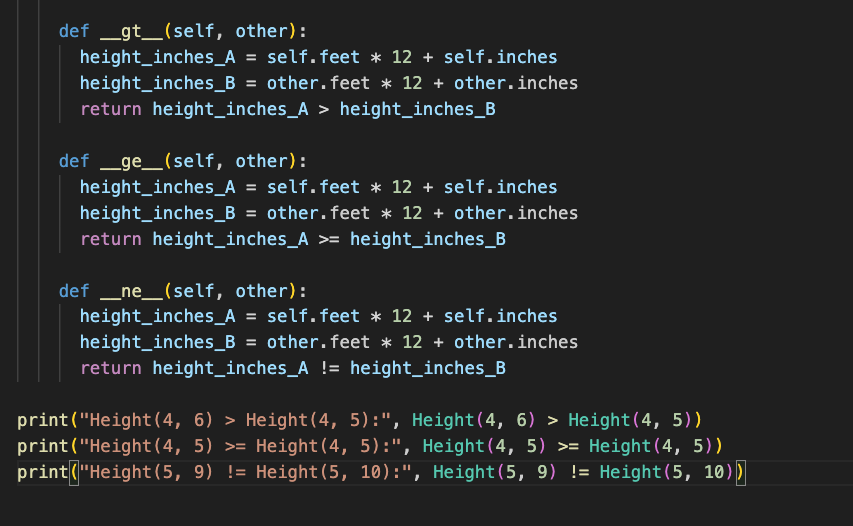 def __gt__(self, other):
height_inches_A = self.feet * 12 + self.inches
height_inches_B = other.feet * 12 + other.inches
return height_inches_A > height_inches_B
def __ge__(self, other):
height_inches_A = self.feet * 12 + self.inches
height_inches_B = other.feet * 12 + other.inches
return height_inches_A >= height_inches_B
def __ne__(self, other):
height_inches_A = self.feet * 12 + self.inches
height_inches_B = other.feet * 12 + other.inches
return height_inches_A != height_inches_B
print("Height(4, 6) > Height(4, 5):", Height(4, 6) > Height(4, 5))
print("Height(4, 5) >= Height(4, 5):", Height(4, 5) >= Height(4, 5))
print("Height(5, 9) != Height(5, 10):", Height(5, 9) != Height(5, 10))